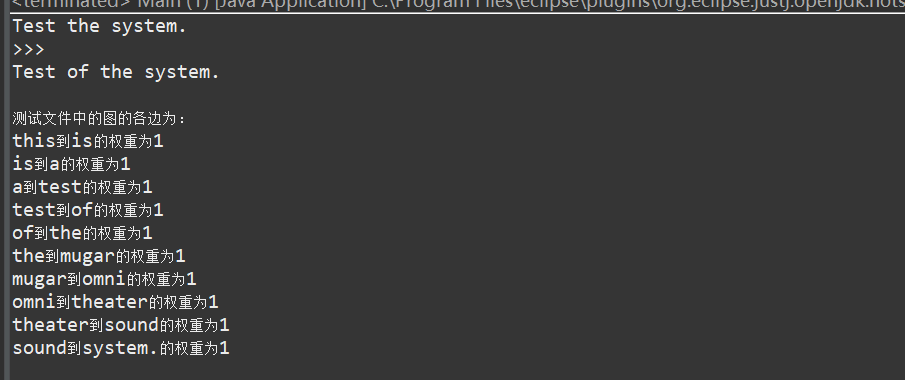 <terminated> Main (1) [Java Application] C:\Program Files\eclipse\plugins\org.eclipse.justj.openjdk.hots
Test the system.
>>>
Test of the system.
测试文件中的图的各边为:
this到is的权重为1
is到a的权重为1
a到test的权重为1
test到of的权重为1
of到the的权重为1
the到mugar的权重为1
mugar到omni的权重为1
omni到theater的权重为1
theater到sound的权重为1
sound到system.的权重为1